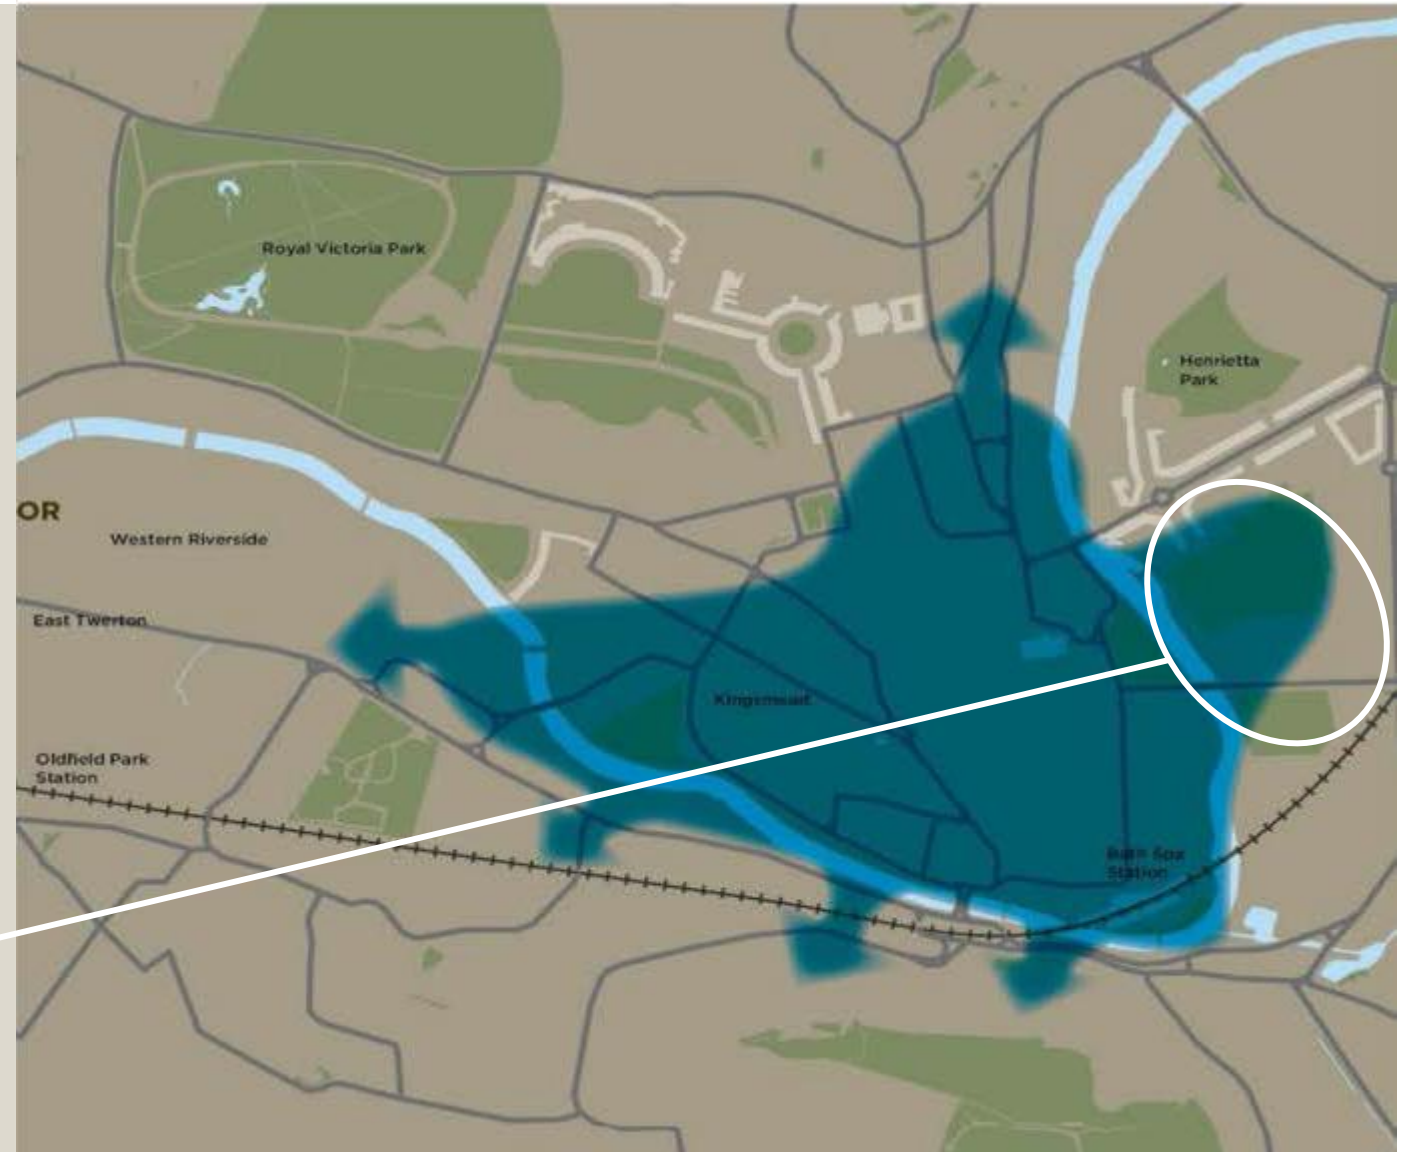 Royal Victoria Park
Henrietta
Park
OR
Western Riverside
East Twerton
Kingsmead
Oldfield Park
Station
Bath Spa
Station